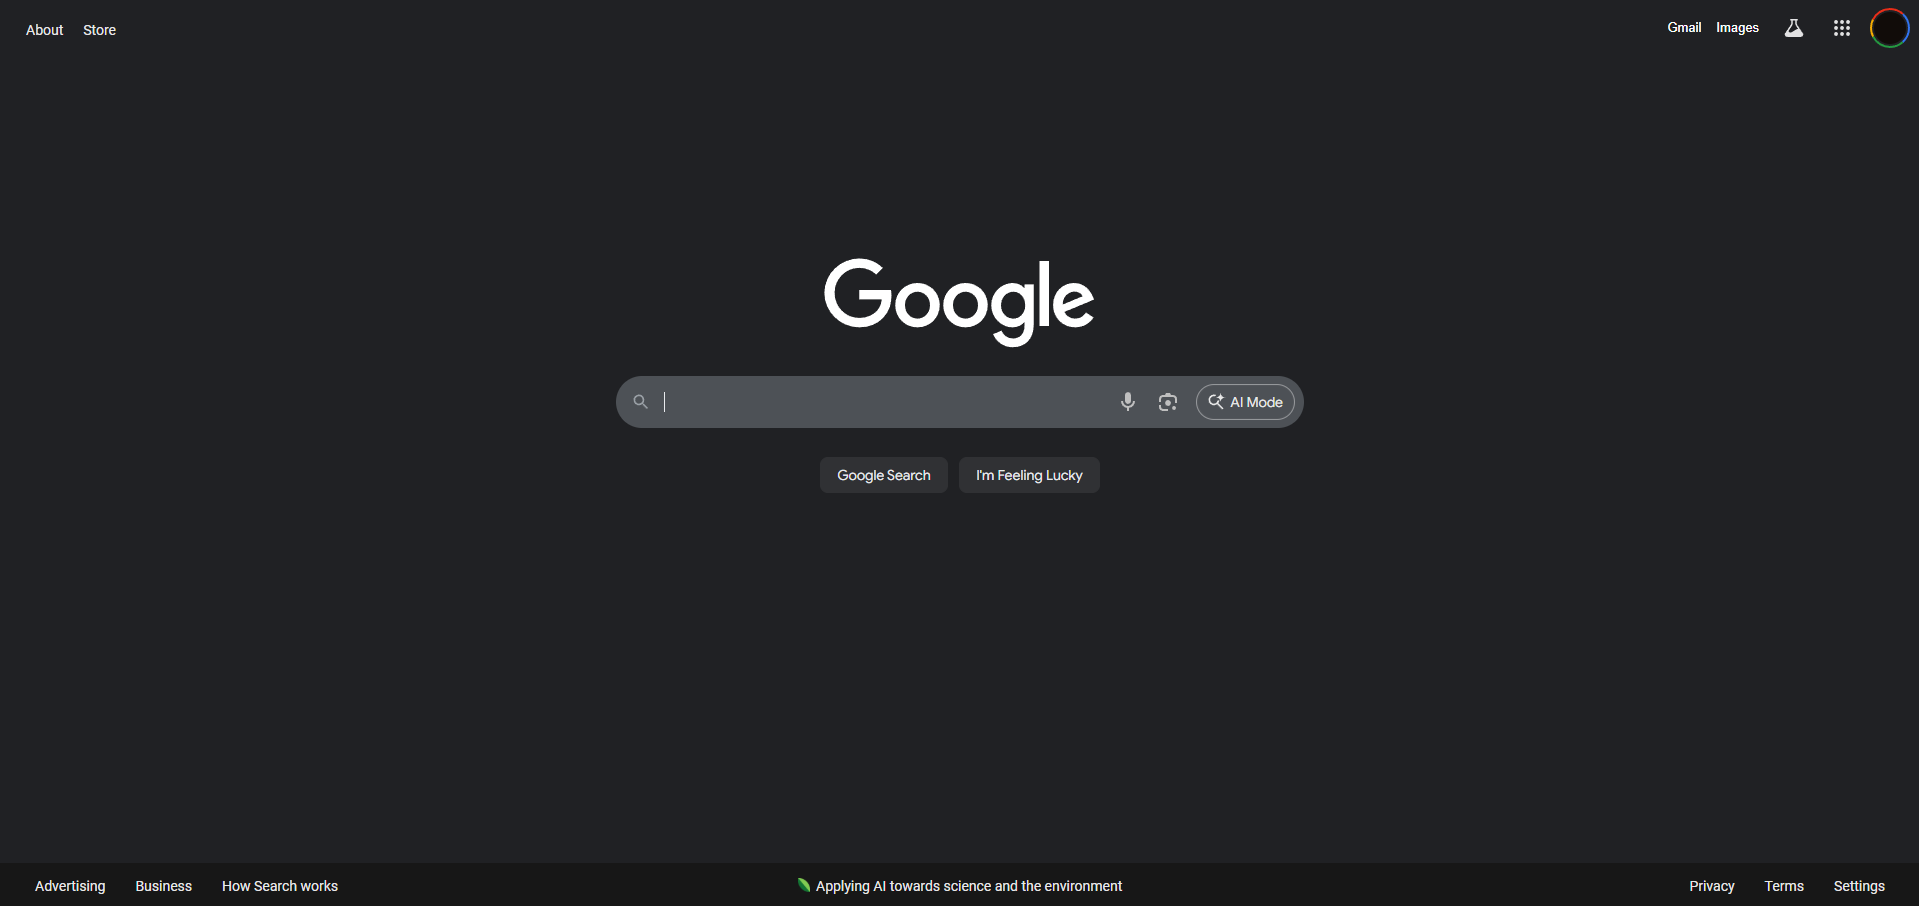 About Store
Gmail Images
Google
AI Mode
Google Search I'm Feeling Lucky
Advertising Business How Search works
Applying AI towards science and the environment
Privacy Terms Settings